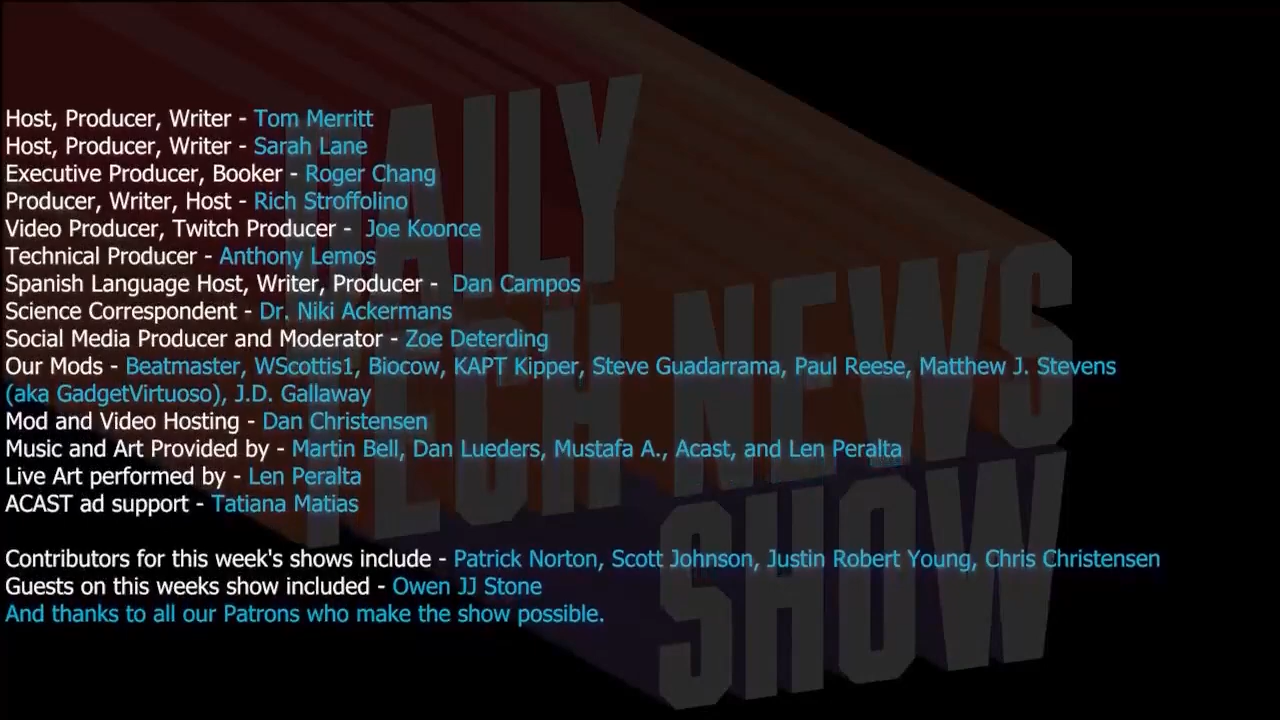 Host, Producer, Writer - Tom Merritt
Host, Producer, Writer - Sarah Lane
Executive Producer, Booker - Roger Chang
Producer, Writer, Host - Rich Stroffolino
Video Producer, Twitch Producer -  Joe Koonce
Technical Producer - Anthony Lemos
Spanish Language Host, Writer, Producer -  Dan Campos
Science Correspondent - Dr. Niki Ackermans
Social Media Producer and Moderator - Zoe Deterding
Our Mods - Beatmaster, WScottis1, Biocow, KAPT Kipper, Steve Guadarrama, Paul Reese, Matthew J. Stevens
(aka GadgetVirtuoso), J.D. Gallaway
Mod and Video Hosting - Dan Christensen
Music and Art Provided by - Martin Bell, Dan Lueders, Mustafa A., Acast, and Len Peralta
Live Art performed by - Len Peralta
ACAST ad support - Tatiana Matias
Contributors for this week's shows include - Patrick Norton, Scott Johnson, Justin Robert Young, Chris Christensen
Guests on this weeks show included - Owen JJ Stone
And thanks to all our Patrons who make the show possible.
DAILY
TECH NEWS
SHOW